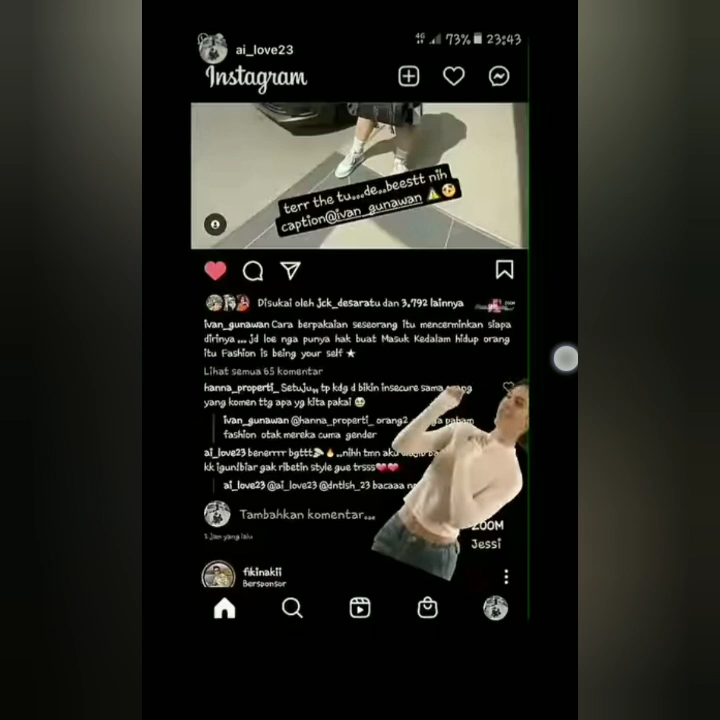 ai_love23
4G 73% 23:43
Instagram
terr the tu...de..beestt nih
caption@ivan_gunawan
Disukai oleh jck_desaratu dan 3,792 lainnya
ivan_gunawan Cara berpakaian seseorang itu mencerminkan siapa
dirinya,,, jd loe nga punya hak buat Masuk Kedalam hidup orang
itu Fashion is being your self ★
Lihat semua 65 komentar
hanna_properti_ Setuju,, tp kdg d bikin insecure sama
yang komen ttg apa yg kita pakai
ivan_gunawan @hanna_properti_ orang2
fashion otak mereka cuma gender
ai_love23 benerrrr bgttt ..nihh tmn
kk igun!biar gak ribetin style gue trsss
ai_love23 @ai_love23 @dntlsh_23 bacaaa
Tambahkan komentar...
1 jam yang lalu
ZOOM
Jessi
fikinakii
Bersponsor